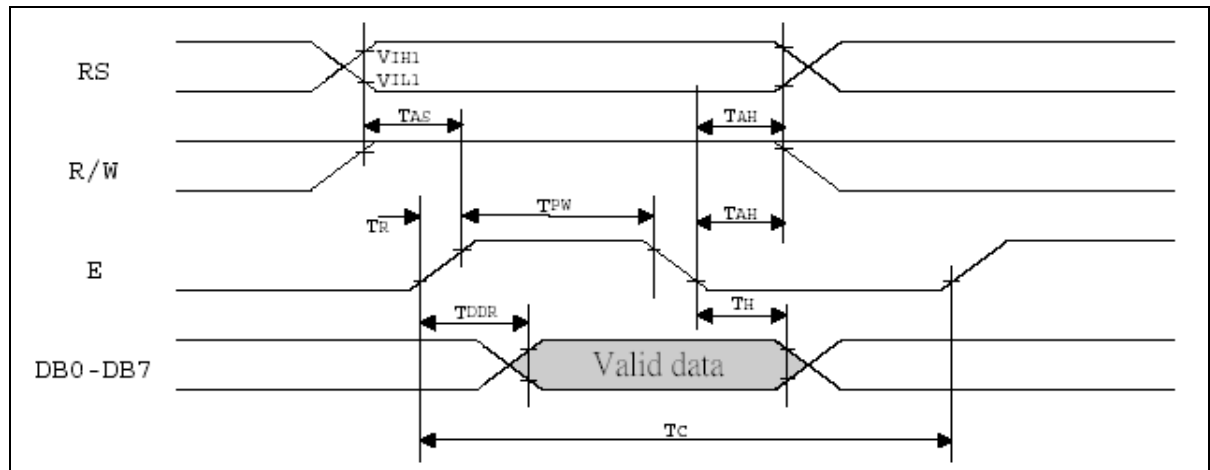 RS
VIH1
VIL1
TAS
TAH
R/W
TPW
TAH
TR
E
TDDR
TH
DB0-DB7
Valid data
TC